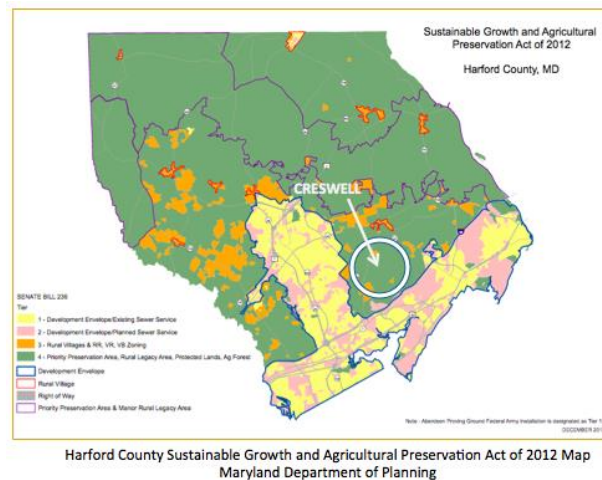 Sustainable Growth and Agricultural
Preservation Act of 2012
Harford County, MD
CRESWELL
SENATE BILL 236
Tier
1 - Development Envelope/Existing Sewer Service
2 - Development Envelope/Planned Sewer Service
3 - Rural Villages & RR, VR, VB Zoning
4 - Priority Preservation Area, Rural Legacy Area, Protected Lands, Ag Forest
Development Envelope
Rural Village
Right of Way
Priority Preservation Area & Manor Rural Legacy Area
Note - Aberdeen Proving Ground Federal Army Installation is designated as Tier
DECEMBER
Harford County Sustainable Growth and Agricultural Preservation Act of 2012 Map
Maryland Department of Planning